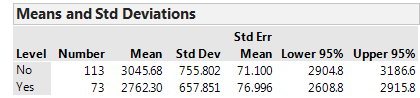 Means and Std Deviations
Std Err
Level Number Mean Std Dev Mean Lower 95% Upper 95%
No 113 3045.68 755.802 71.100 2904.8 3186.6
Yes 73 2762.30 657.851 76.996 2608.8 2915.8